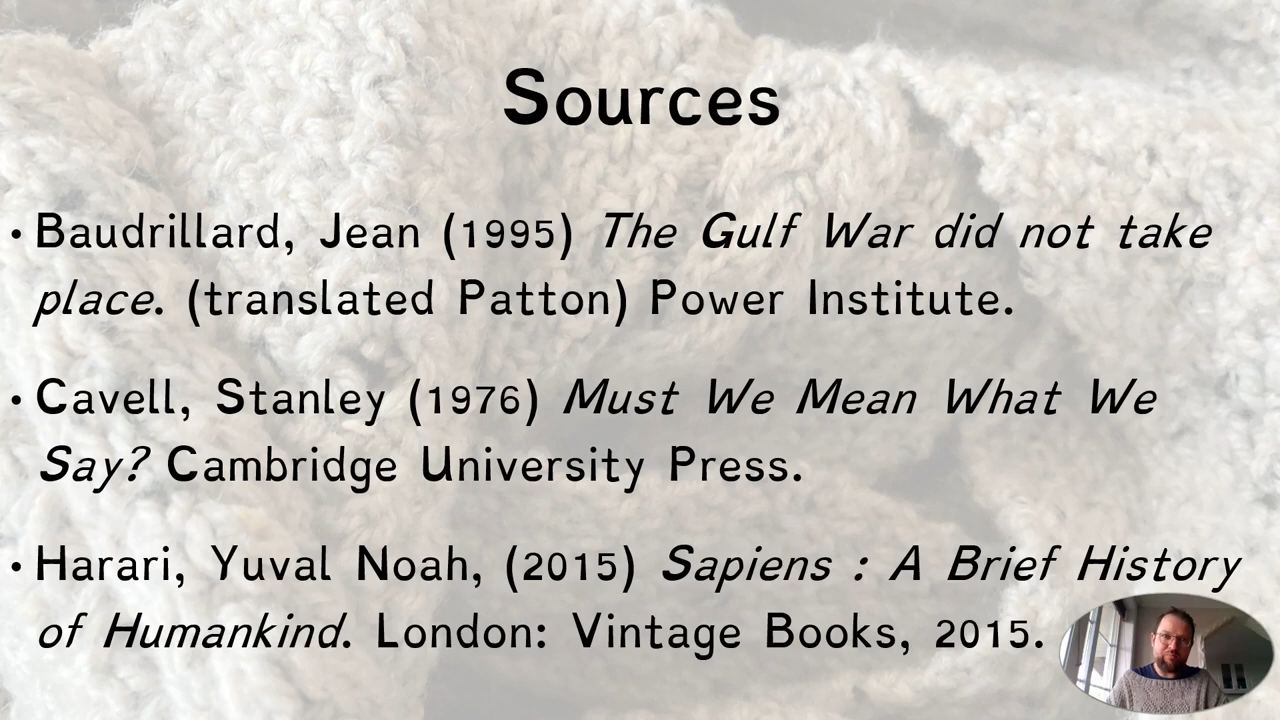 Sources
• Baudrillard, Jean (1995) The Gulf War did not take
place. (translated Patton) Power Institute.
• Cavell, Stanley (1976) Must We Mean What We
Say? Cambridge University Press.
• Harari, Yuval Noah, (2015) Sapiens : A Brief History
of Humankind. London: Vintage Books, 2015.